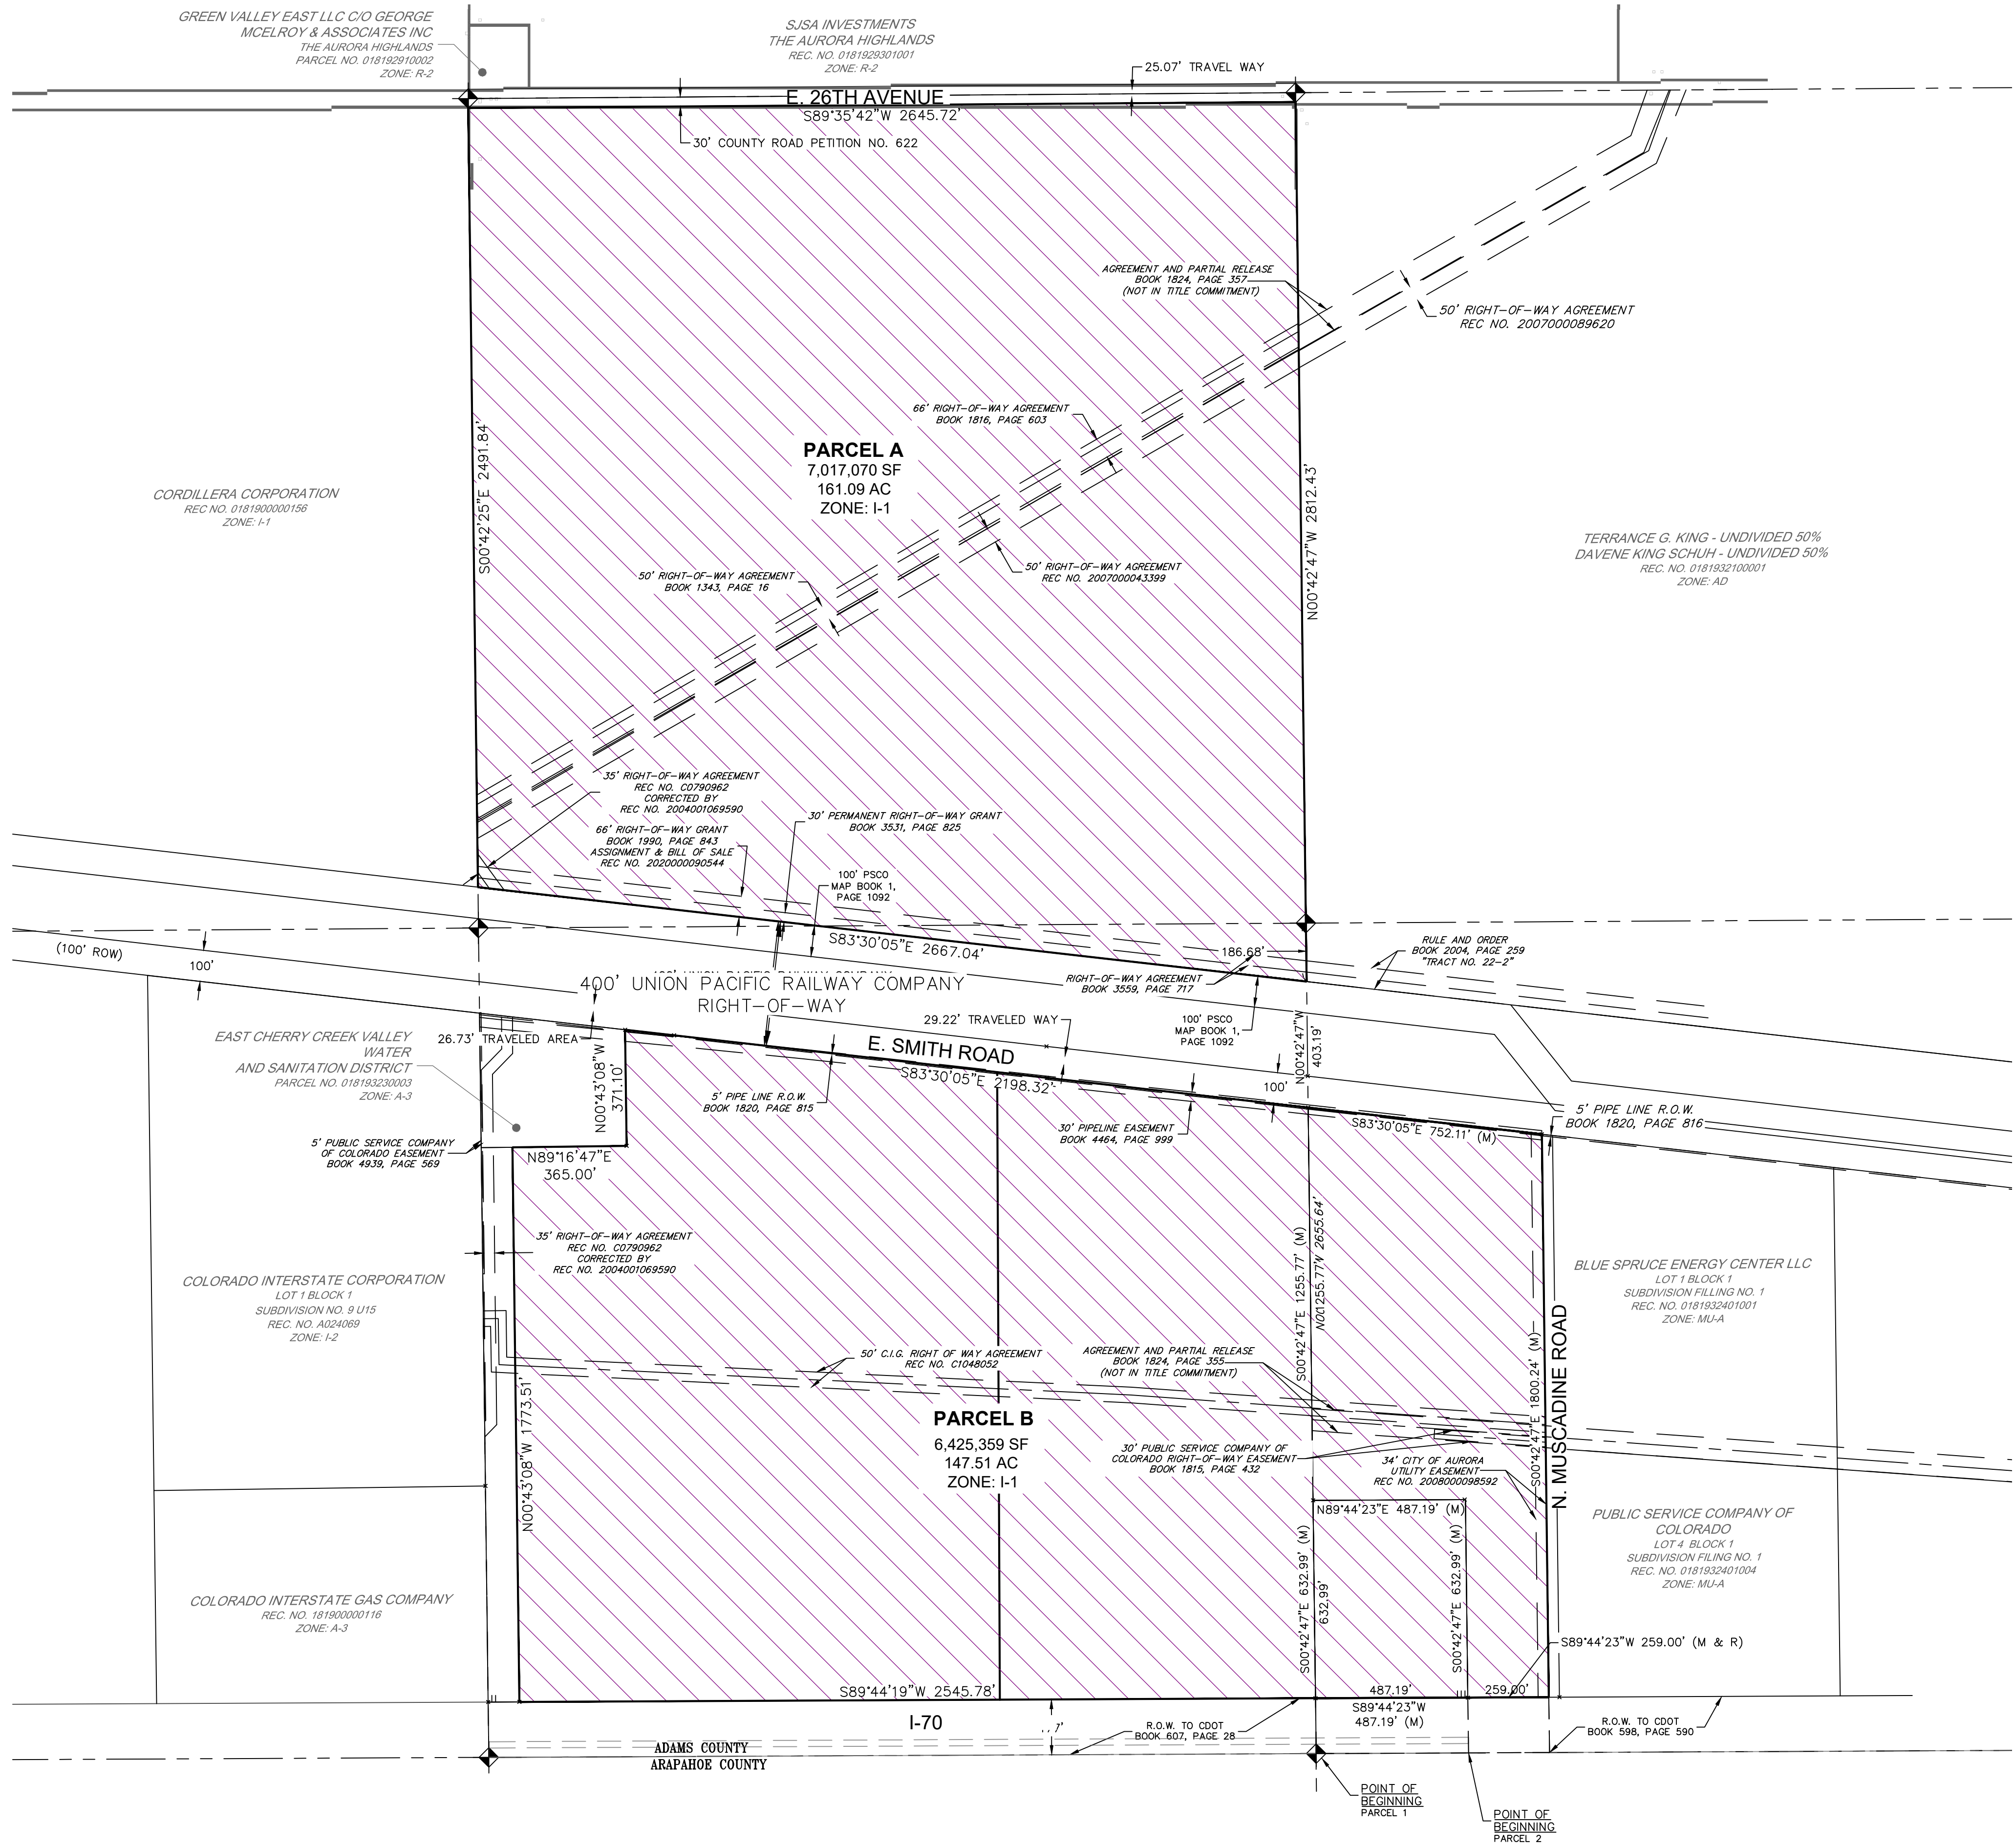 GREEN VALLEY EAST LLC C/O GEORGE
MCELROY & ASSOCIATES INC
THE AURORA HIGHLANDS
PARCEL NO. 018192910002
ZONE: R-2
SJSA INVESTMENTS
THE AURORA HIGHLANDS
REC. NO. 0181929301001
ZONE: R-2
25.07' TRAVEL WAY
E. 26TH AVENUE
S89°35'42"W 2645.72'
30' COUNTY ROAD PETITION NO. 622
AGREEMENT AND PARTIAL RELEASE
BOOK 1824, PAGE 357
(NOT IN TITLE COMMITMENT)
50' RIGHT-OF-WAY AGREEMENT
REC NO. 2007000089620
66' RIGHT-OF-WAY AGREEMENT
BOOK 1816, PAGE 603
PARCEL A
7,017,070 SF
161.09 AC
ZONE: I-1
S00°42'25"E 2491.84'
N00°42'47"W 2812.43'
CORDILLERA CORPORATION
REC NO. 0181900000156
ZONE: I-1
TERRANCE G. KING - UNDIVIDED 50%
DAVENE KING SCHUH - UNDIVIDED 50%
REC. NO. 0181932100001
ZONE: AD
50' RIGHT-OF-WAY AGREEMENT
REC NO. 2007000043399
50' RIGHT-OF-WAY AGREEMENT
BOOK 1343, PAGE 16
35' RIGHT-OF-WAY AGREEMENT
REC NO. C0790962
CORRECTED BY
REC NO. 2004001069590
66' RIGHT-OF-WAY GRANT
BOOK 1990, PAGE 843
ASSIGNMENT & BILL OF SALE
REC NO. 2020000090544
30' PERMANENT RIGHT-OF-WAY GRANT
BOOK 3531, PAGE 825
100' PSCO
MAP BOOK 1,
PAGE 1092
S83°30'05"E 2667.04'
186.68'
RULE AND ORDER
BOOK 2004, PAGE 259
"TRACT NO. 22-2"
(100' ROW)
100'
400' UNION PACIFIC RAILWAY COMPANY
RIGHT-OF-WAY
RIGHT-OF-WAY AGREEMENT
BOOK 3559, PAGE 717
100' PSCO
MAP BOOK 1,
PAGE 1092
N00°42'47"W
403.19'
29.22' TRAVELED WAY
26.73' TRAVELED AREA
E. SMITH ROAD
S83°30'05"E 2198.32'
100'
EAST CHERRY CREEK VALLEY
WATER
AND SANITATION DISTRICT
PARCEL NO. 018193230003
ZONE: A-3
N00°43'08"W
371.10'
5' PIPE LINE R.O.W.
BOOK 1820, PAGE 815
30' PIPELINE EASEMENT
BOOK 4464, PAGE 999
S83°30'05"E 752.11' (M)
5' PIPE LINE R.O.W.
BOOK 1820, PAGE 816
5' PUBLIC SERVICE COMPANY
OF COLORADO EASEMENT
BOOK 4939, PAGE 569
N89°16'47"E
365.00'
35' RIGHT-OF-WAY AGREEMENT
REC NO. C0790962
CORRECTED BY
REC NO. 2004001069590
COLORADO INTERSTATE CORPORATION
LOT 1 BLOCK 1
SUBDIVISION NO. 9 U15
REC. NO. A024069
ZONE: I-2
S00°42'47"E 1255.77' (M)
1255.77'
2655.64'
BLUE SPRUCE ENERGY CENTER LLC
LOT 1 BLOCK 1
SUBDIVISION FILLING NO. 1
REC. NO. 0181932401001
ZONE: MU-A
50' C.I.G. RIGHT OF WAY AGREEMENT
REC NO. C1048052
AGREEMENT AND PARTIAL RELEASE
BOOK 1824, PAGE 355
(NOT IN TITLE COMMITMENT)
N00°43'08"W 1773.51'
S00°42'47"E 1800.24' (M)
N. MUSCADINE ROAD
PARCEL B
6,425,359 SF
147.51 AC
ZONE: I-1
30' PUBLIC SERVICE COMPANY OF
COLORADO RIGHT-OF-WAY EASEMENT
BOOK 1815, PAGE 432
34' CITY OF AURORA
UTILITY EASEMENT
REC NO. 2008000098592
N89°44'23"E 487.19' (M)
S00°42'47"E 632.99' (M)
632.99'
S00°42'47"E 632.99' (M)
PUBLIC SERVICE COMPANY OF
COLORADO
LOT 4 BLOCK 1
SUBDIVISION FILING NO. 1
REC. NO. 0181932401004
ZONE: MU-A
COLORADO INTERSTATE GAS COMPANY
REC. NO. 181900000116
ZONE: A-3
S89°44'23"W 259.00' (M & R)
S89°44'19"W 2545.78'
487.19'
259.00'
S89°44'23"W
487.19' (M)
I-70
R.O.W. TO CDOT
BOOK 607, PAGE 28
R.O.W. TO CDOT
BOOK 598, PAGE 590
ADAMS COUNTY
ARAPAHOE COUNTY
POINT OF
BEGINNING
PARCEL 1
POINT OF
BEGINNING
PARCEL 2